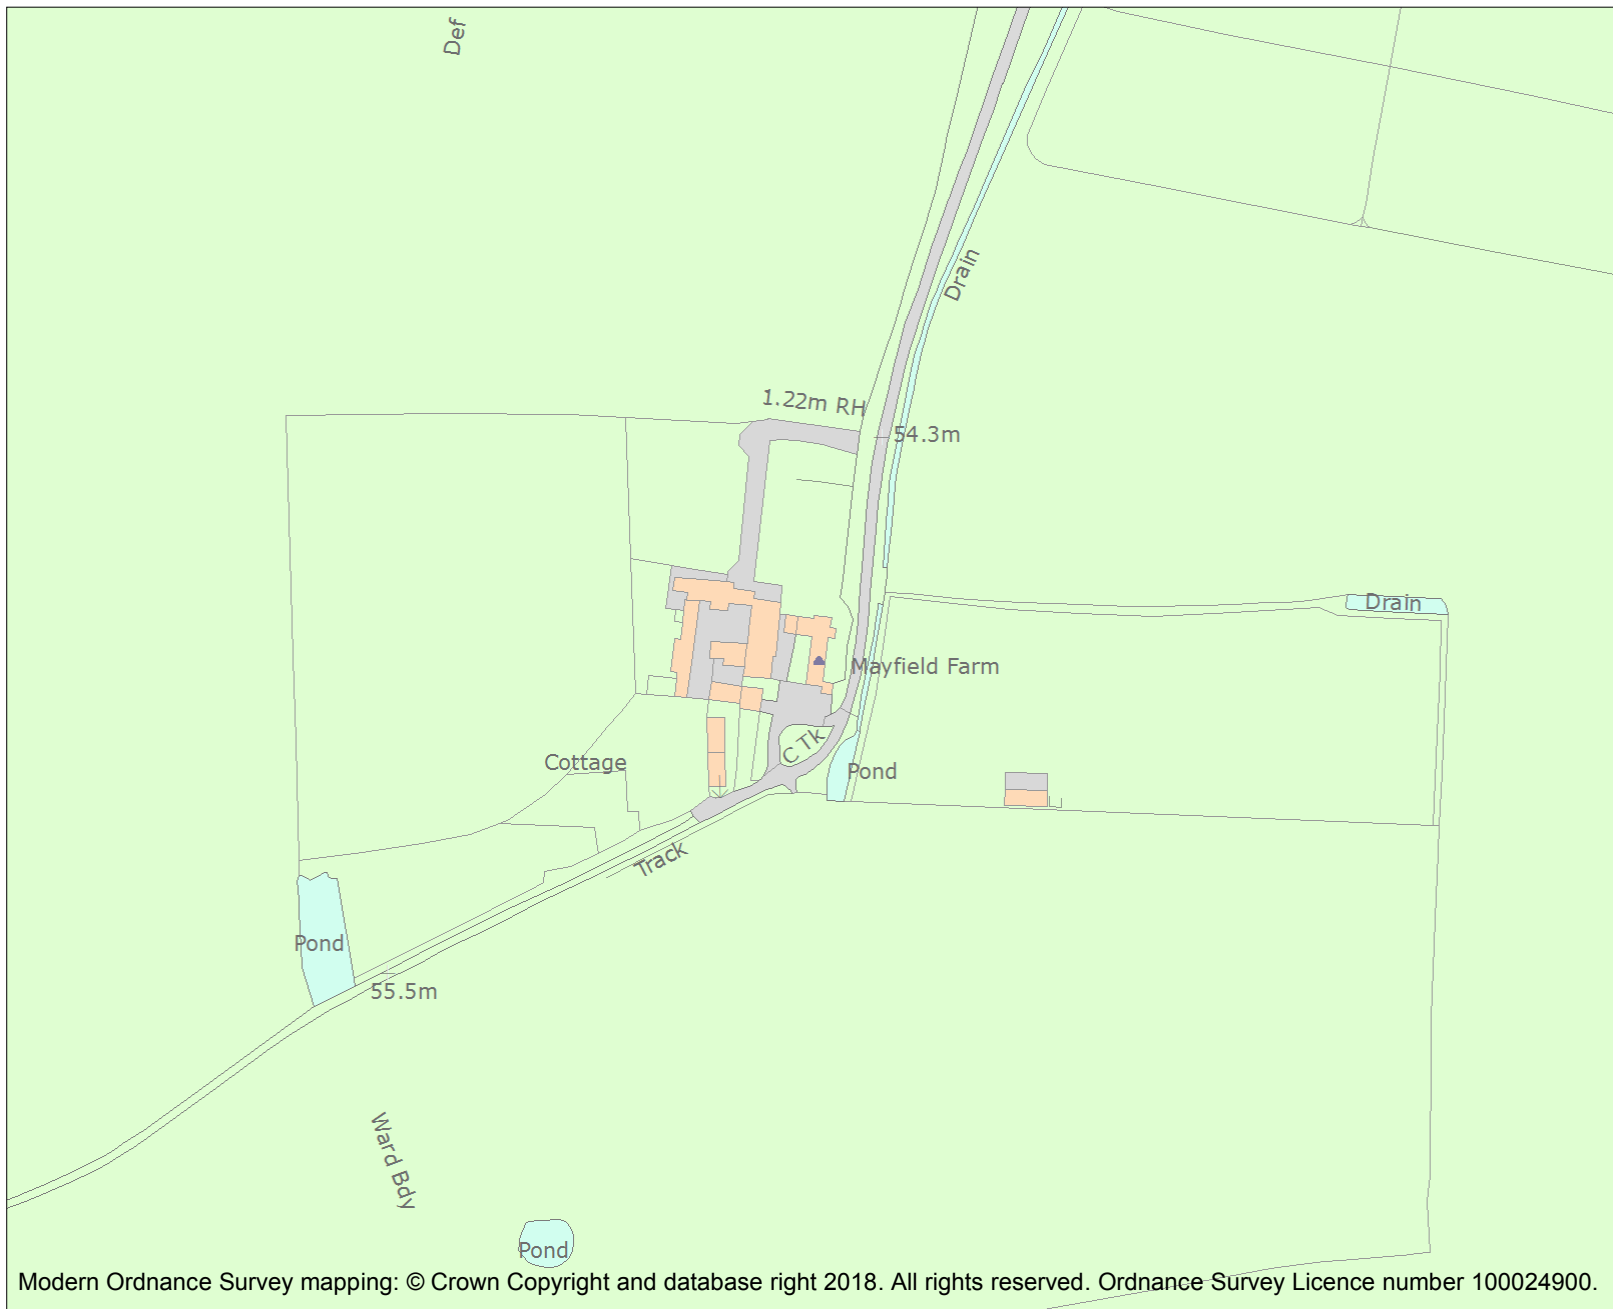 Def
Drain
1.22m RH
54.3m
Drain
Mayfield Farm
C Tk
Cottage
Pond
Track
Pond
55.5m
Ward Bdy
Pond
Modern Ordnance Survey mapping: © Crown Copyright and database right 2018. All rights reserved. Ordnance Survey Licence number 100024900.